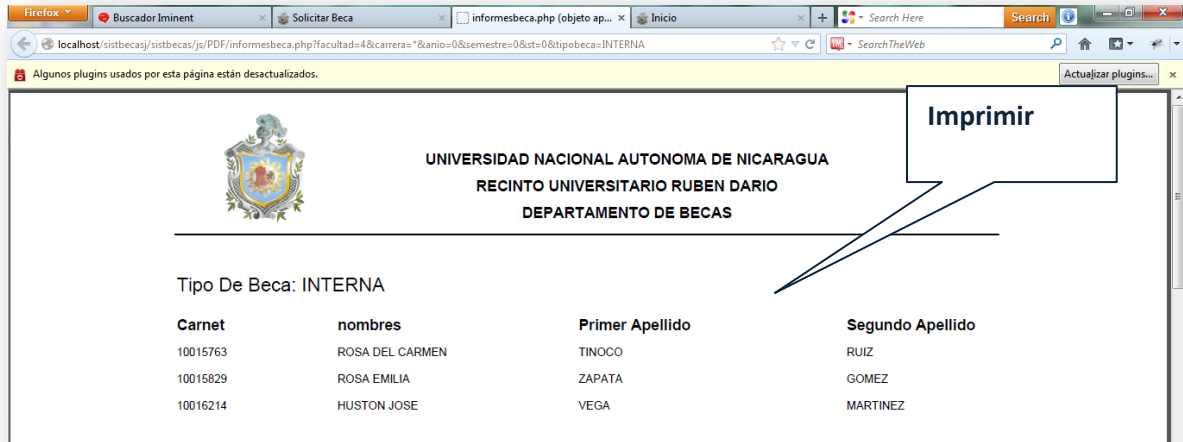 Firefox
Buscador Iminent
Solicitar Beca
informesbeca.php (objeto ap...
Inicio
Search Here
Search
localhost/sistbecasj/sistbecas/js/PDF/informesbeca.php?facultad=4&carrera=*&anio=0&semestre=0&st=0&tipobeca=INTERNA
SearchTheWeb
Algunos plugins usados por esta página están desactualizados.
Actualizar plugins...
Imprimir
UNIVERSIDAD NACIONAL AUTONOMA DE NICARAGUA
RECINTO UNIVERSITARIO RUBEN DARIO
DEPARTAMENTO DE BECAS
Tipo De Beca: INTERNA
Carnet nombres Primer Apellido Segundo Apellido
10015763 ROSA DEL CARMEN TINOCO RUIZ
10015829 ROSA EMILIA ZAPATA GOMEZ
10016214 HUSTON JOSE VEGA MARTINEZ